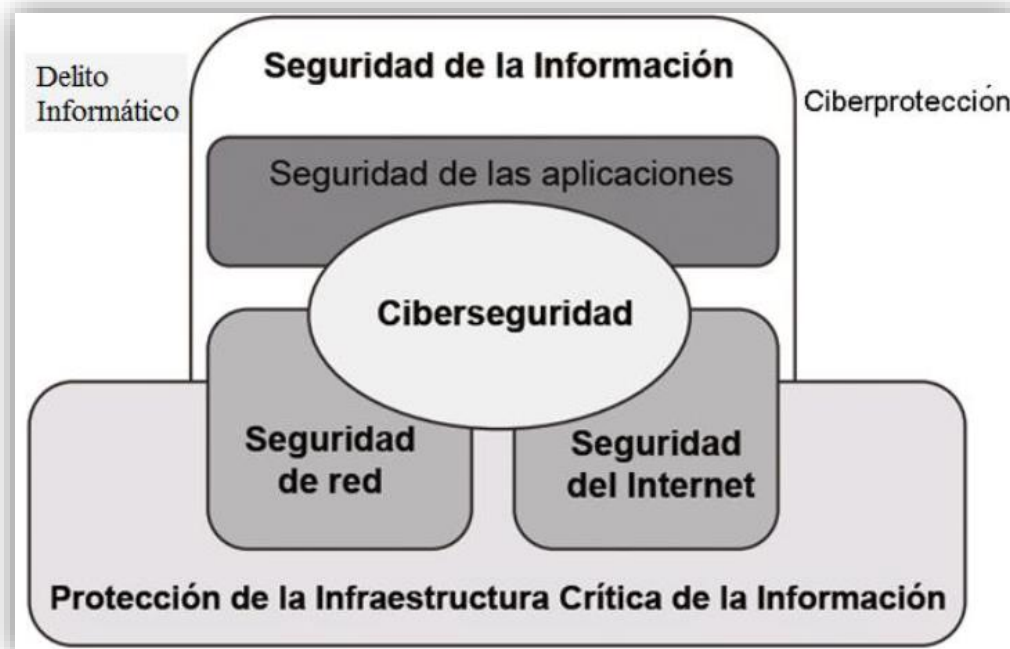 Seguridad de la Información
Delito
Informático
Ciberprotección
Seguridad de las aplicaciones
Ciberseguridad
Seguridad
de red
Seguridad
del Internet
Protección de la Infraestructura Crítica de la Información